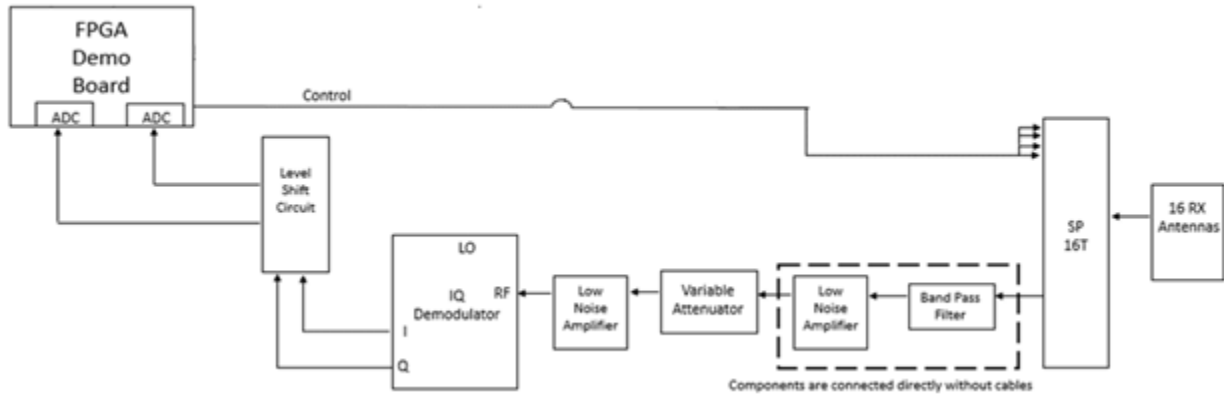 FPGA
Demo
Board
ADC
ADC
Control
Level
Shift
Circuit
SP
16T
16 RX
Antennas
LO
IQ
Demodulator
RF
I
Q
Low
Noise
Amplifier
Variable
Attenuator
Low
Noise
Amplifier
Band Pass
Filter
Components are connected directly without cables